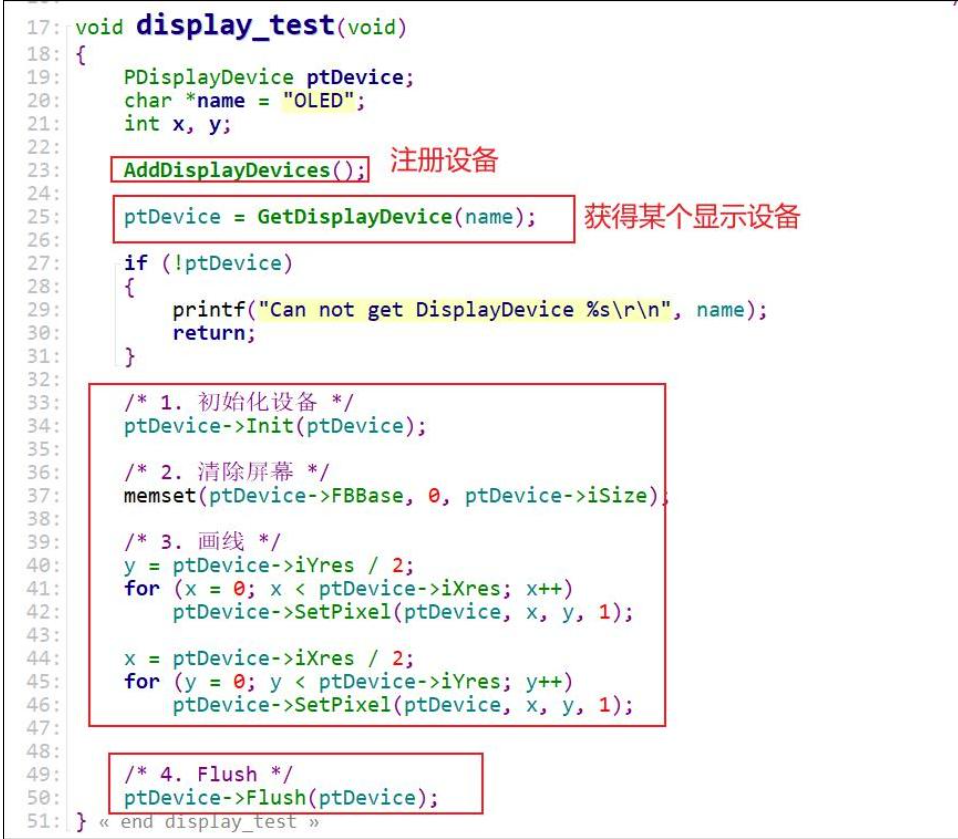 17: void display_test(void)
18: {
19: PDisplayDevice ptDevice;
20: char *name = "OLED";
21: int x, y;
22:
23: AddDisplayDevices(); 注册设备
24:
25: ptDevice = GetDisplayDevice(name); 获得某个显示设备
26:
27: if (!ptDevice)
28: {
29: printf("Can not get DisplayDevice %s\r\n", name);
30: return;
31: }
32:
33: /* 1. 初始化设备 */
34: ptDevice->Init(ptDevice);
35:
36: /* 2. 清除屏幕 */
37: memset(ptDevice->FBBase, 0, ptDevice->iSize);
38:
39: /* 3. 画线 */
40: y = ptDevice->iYres / 2;
41: for (x = 0; x < ptDevice->iXres; x++)
42: ptDevice->SetPixel(ptDevice, x, y, 1);
43:
44: x = ptDevice->iXres / 2;
45: for (y = 0; y < ptDevice->iYres; y++)
46: ptDevice->SetPixel(ptDevice, x, y, 1);
47:
48:
49: /* 4. Flush */
50: ptDevice->Flush(ptDevice);
51: } « end display_test »